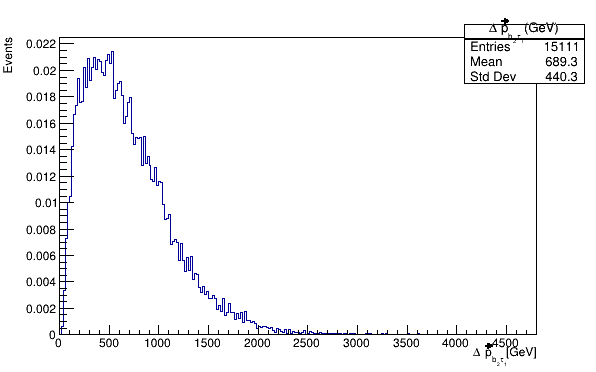 Δ p⃗_{b₂τ₁} (GeV)
Entries 15111
Mean 689.3
Std Dev 440.3
Events
0.022
0.02
0.018
0.016
0.014
0.012
0.01
0.008
0.006
0.004
0.002
0
0 500 1000 1500 2000 2500 3000 3500 4000 4500
Δ p⃗_{b₂τ₁}[GeV]